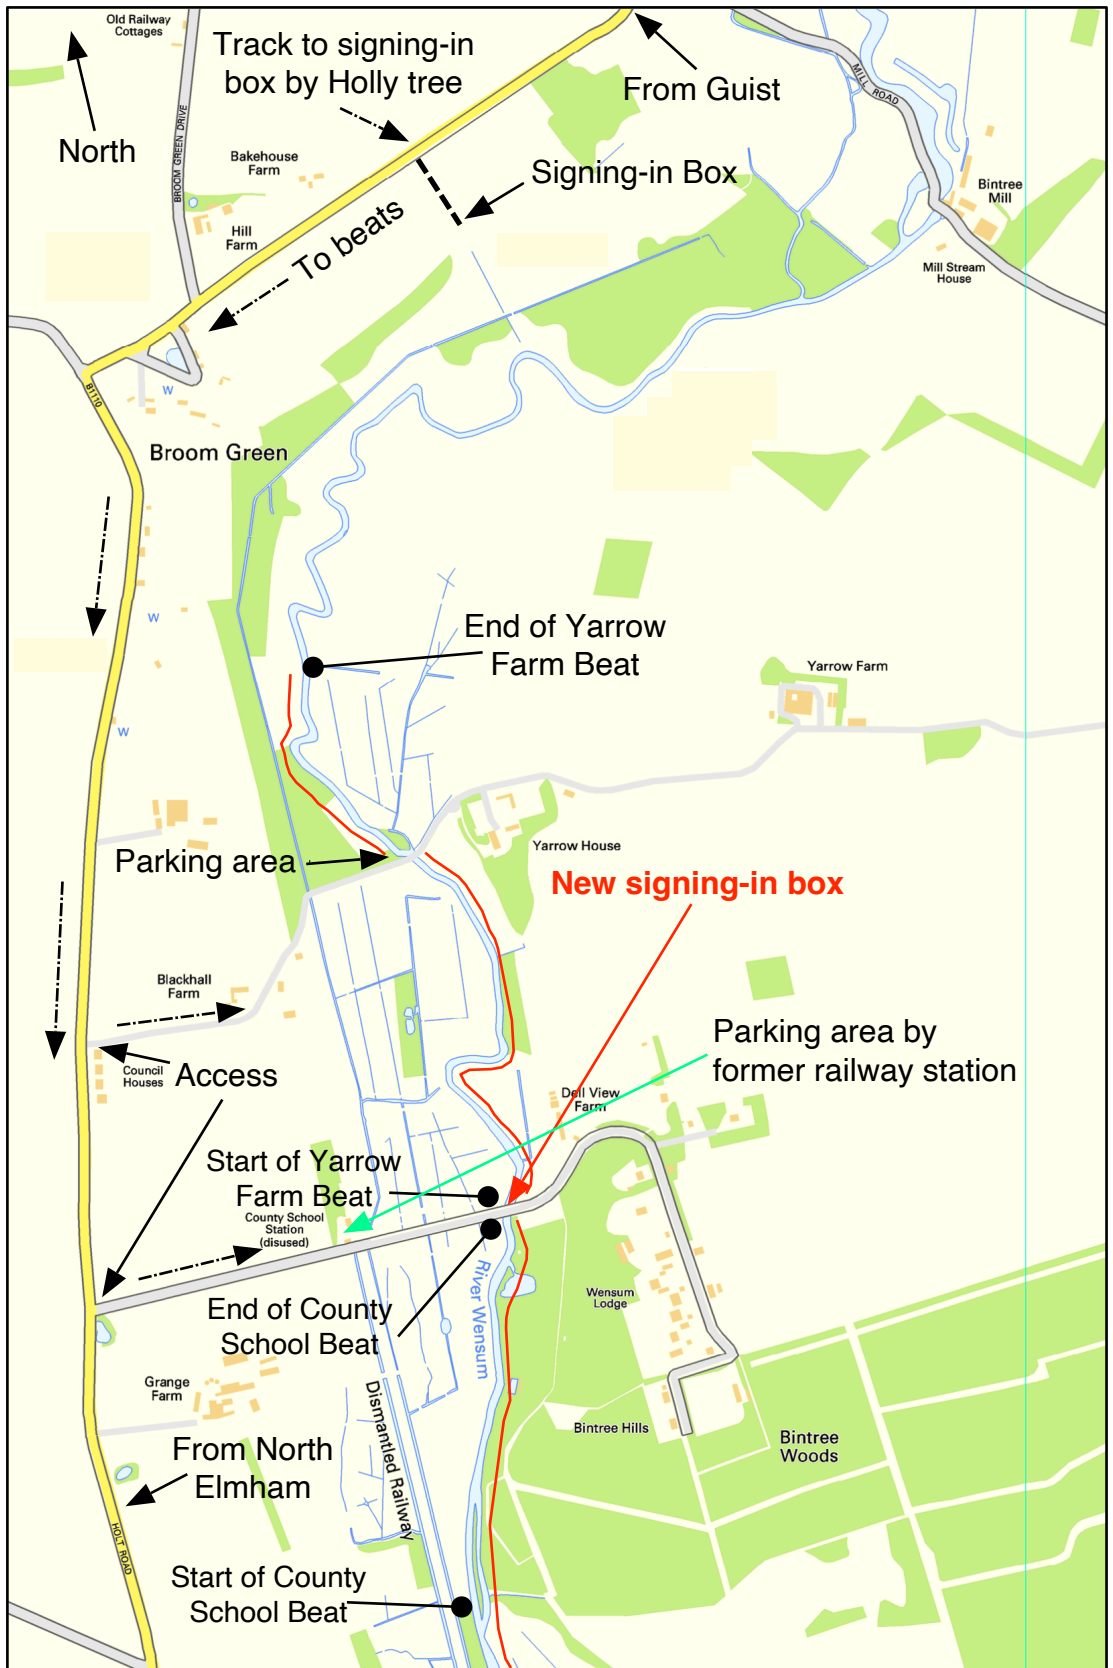 Old Railway
Cottages
Track to signing-in
box by Holly tree
From Guist
North
MILL ROAD
BROOM GREEN DRIVE
Bakehouse
Farm
Signing-in Box
Bintree
Mill
Hill
Farm
To beats
Mill Stream
House
B1110
W
Broom Green
W
End of Yarrow
Farm Beat
Yarrow Farm
W
Yarrow House
Parking area
New signing-in box
Blackhall
Farm
Parking area by
former railway station
Council
Houses
Access
Dell View
Farm
Start of Yarrow
Farm Beat
County School
Station
(disused)
River Wensum
Wensum
Lodge
End of County
School Beat
Grange
Farm
Dismantled Railway
Bintree Hills
Bintree
Woods
From North
Elmham
HOLT ROAD
Start of County
School Beat